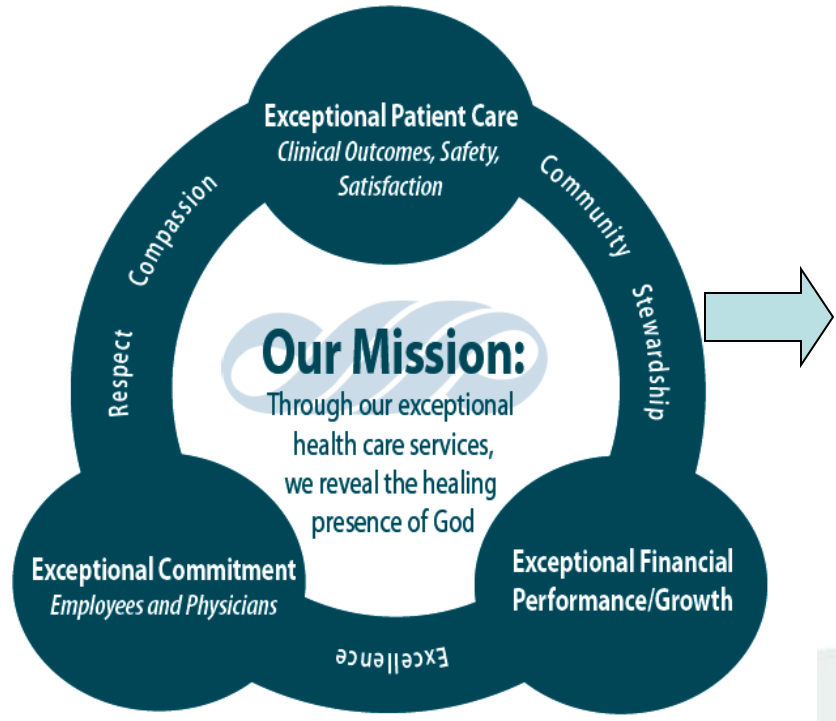 Exceptional Patient Care
Clinical Outcomes, Safety,
Satisfaction
Compassion
Respect
Community
Stewardship
Our Mission:
Through our exceptional
health care services,
we reveal the healing
presence of God
Exceptional Commitment
Employees and Physicians
Exceptional Financial
Performance/Growth
Excellence